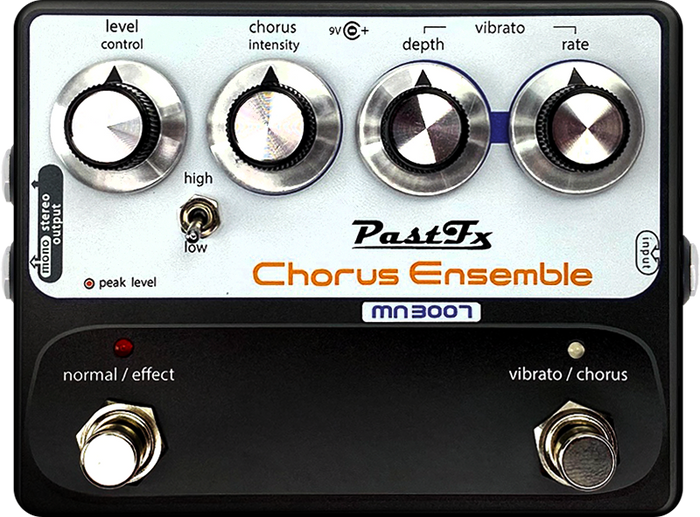 level
control
chorus
intensity
9V
+
vibrato
depth
rate
high
low
stereo
output
mono
input
PastFx
Chorus Ensemble
peak level
MN3007
normal / effect
vibrato / chorus